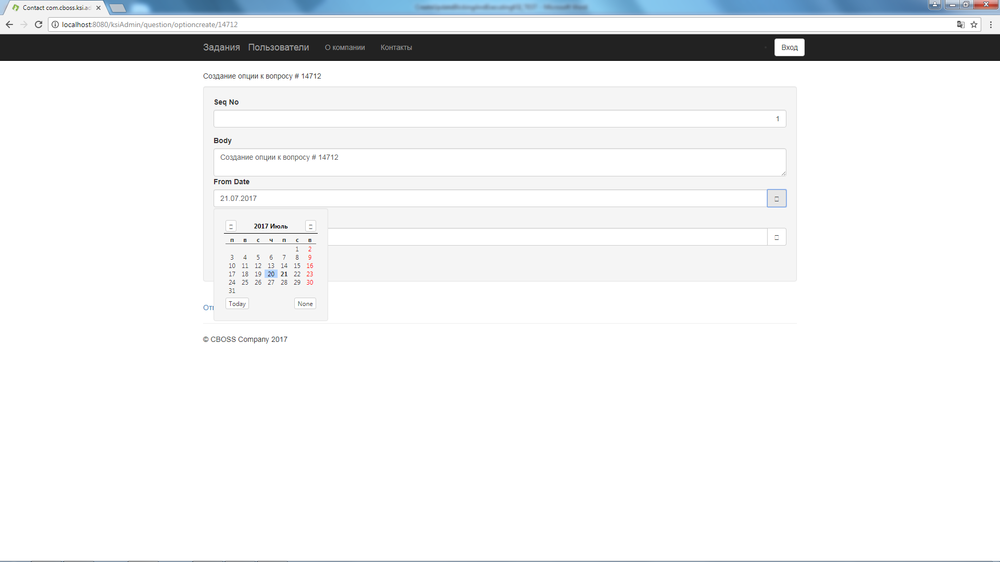 Contact com.cboss.ksi.ad
localhost:8080/ksiAdmin/question/optioncreate/14712
Задания Пользователи О компании Контакты Вход
Создание опции к вопросу # 14712
Seq No
1
Body
Создание опции к вопросу # 14712
From Date
21.07.2017
2017 Июль
п в с ч п с в
1 2
3 4 5 6 7 8 9
10 11 12 13 14 15 16
17 18 19 20 21 22 23
24 25 26 27 28 29 30
31
Today None
© CBOSS Company 2017